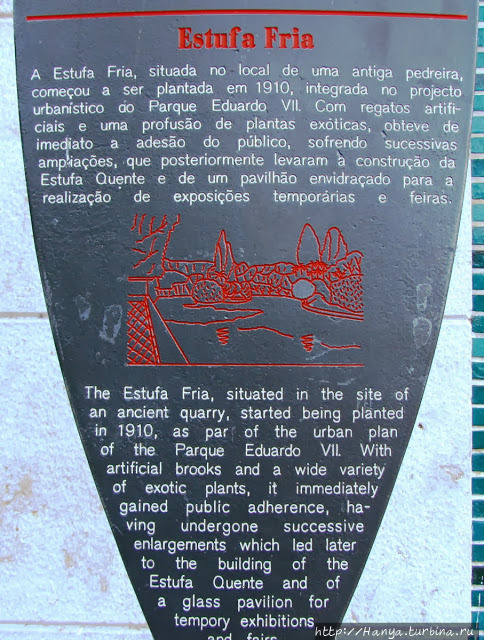 Estufa Fria
A Estufa Fria, situada no local de uma antiga pedreira,
começou a ser plantada em 1910, integrada no projecto
urbanístico do Parque Eduardo VII. Com regatos artifi-
ciais e uma profusão de plantas exóticas, obteve de
imediato a adesão do público, sofrendo sucessivas
ampliações, que posteriormente levaram à construção da
Estufa Quente e de um pavilhão envidraçado para a
realização de exposições temporárias e feiras.
The Estufa Fria, situated in the site of
an ancient quarry, started being planted
in 1910, as par of the urban plan
of the Parque Eduardo VII. With
artificial brooks and a wide variety
of exotic plants, it immediately
gained public adherence, ha-
ving undergone successive
enlargements which led later
to the building of the
Estufa Quente and of
a glass pavilion for
tempory exhibitions
and fairs
http://Hanya.turbina.ru